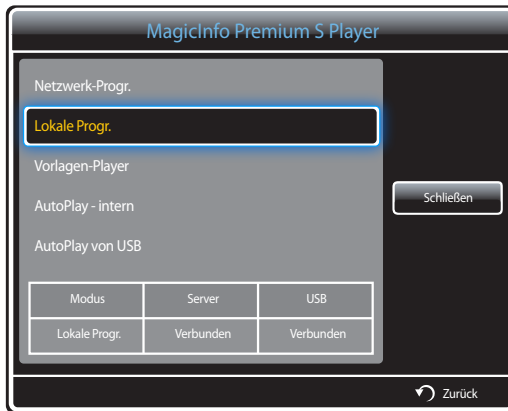 MagicInfo Premium S Player
Netzwerk-Progr.
Lokale Progr.
Vorlagen-Player
AutoPlay - intern
AutoPlay von USB
Schließen
Modus Server USB
Lokale Progr. Verbunden Verbunden
Zurück